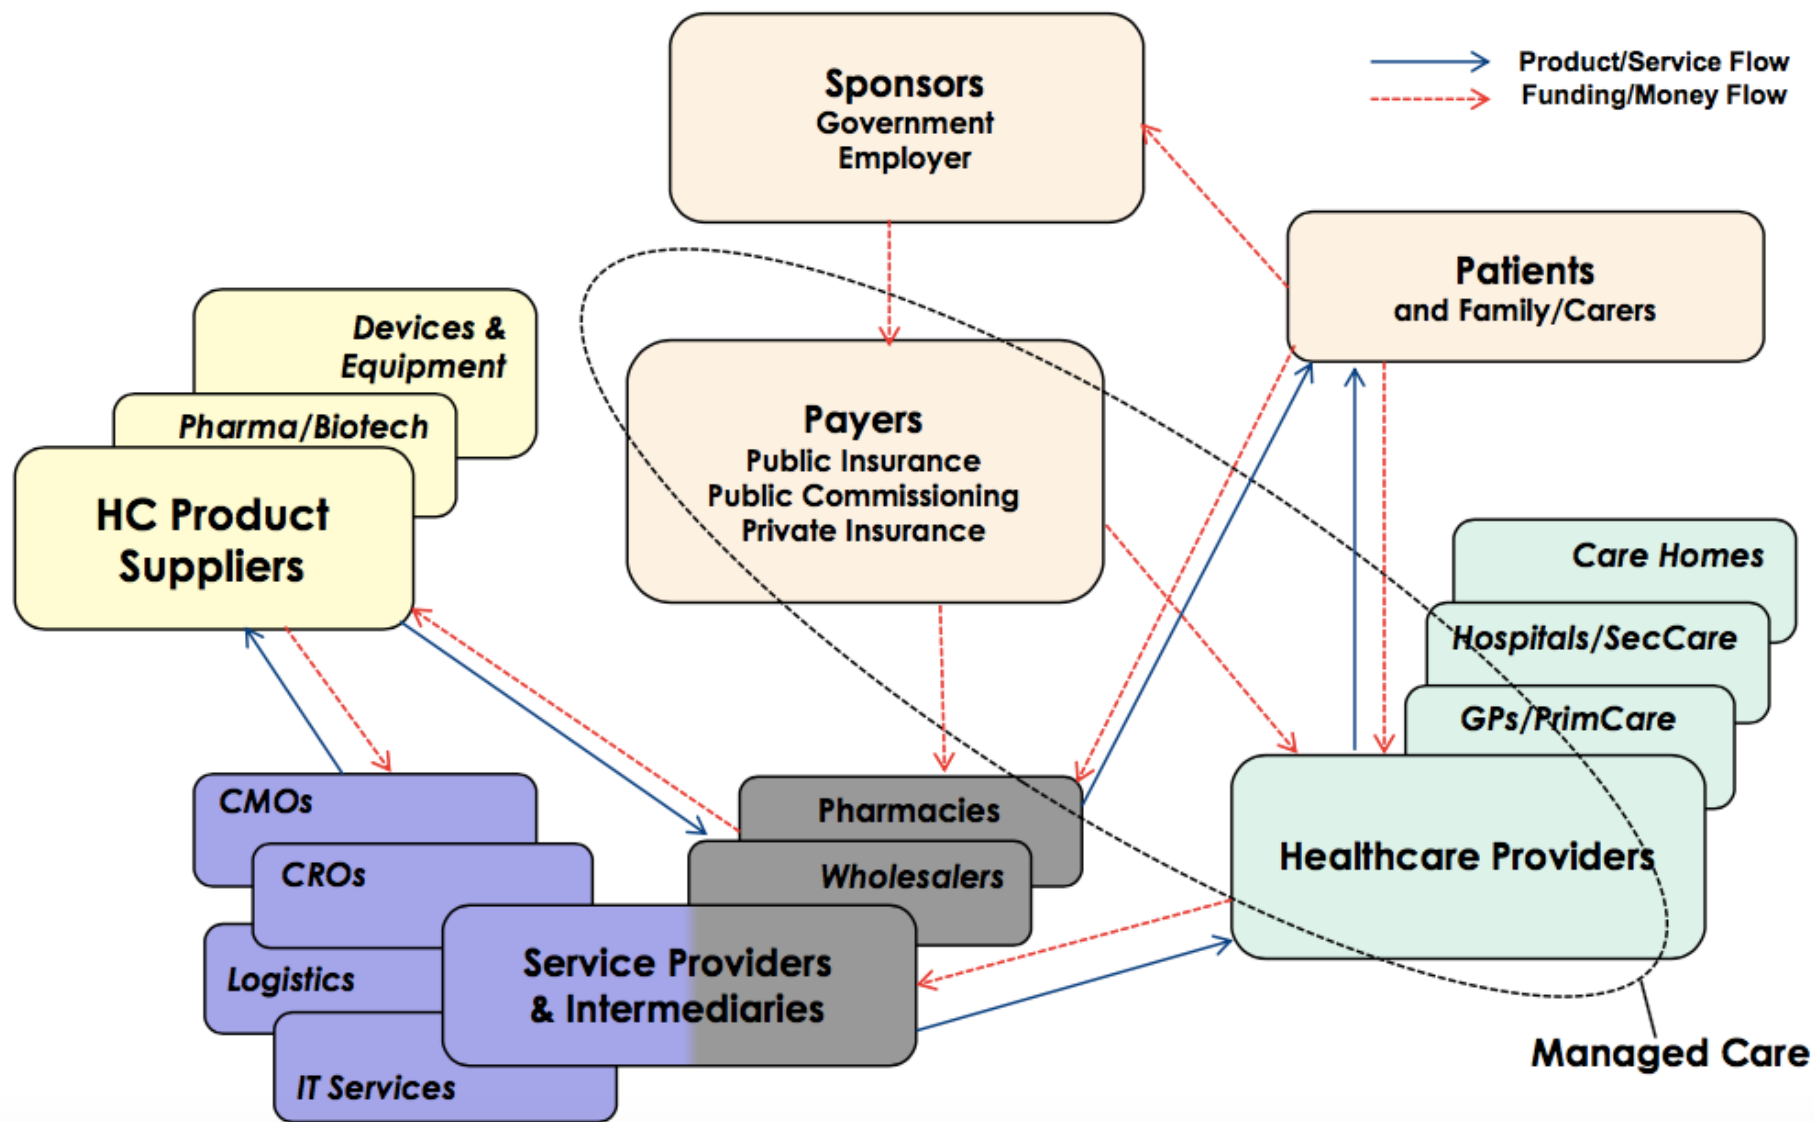 Sponsors
Government
Employer
Product/Service Flow
Funding/Money Flow
Patients
and Family/Carers
Devices &
Equipment
Pharma/Biotech
HC Product
Suppliers
Payers
Public Insurance
Public Commissioning
Private Insurance
Care Homes
Hospitals/SecCare
GPs/PrimCare
Healthcare Providers
CMOs
CROs
Logistics
IT Services
Pharmacies
Wholesalers
Service Providers
& Intermediaries
Managed Care